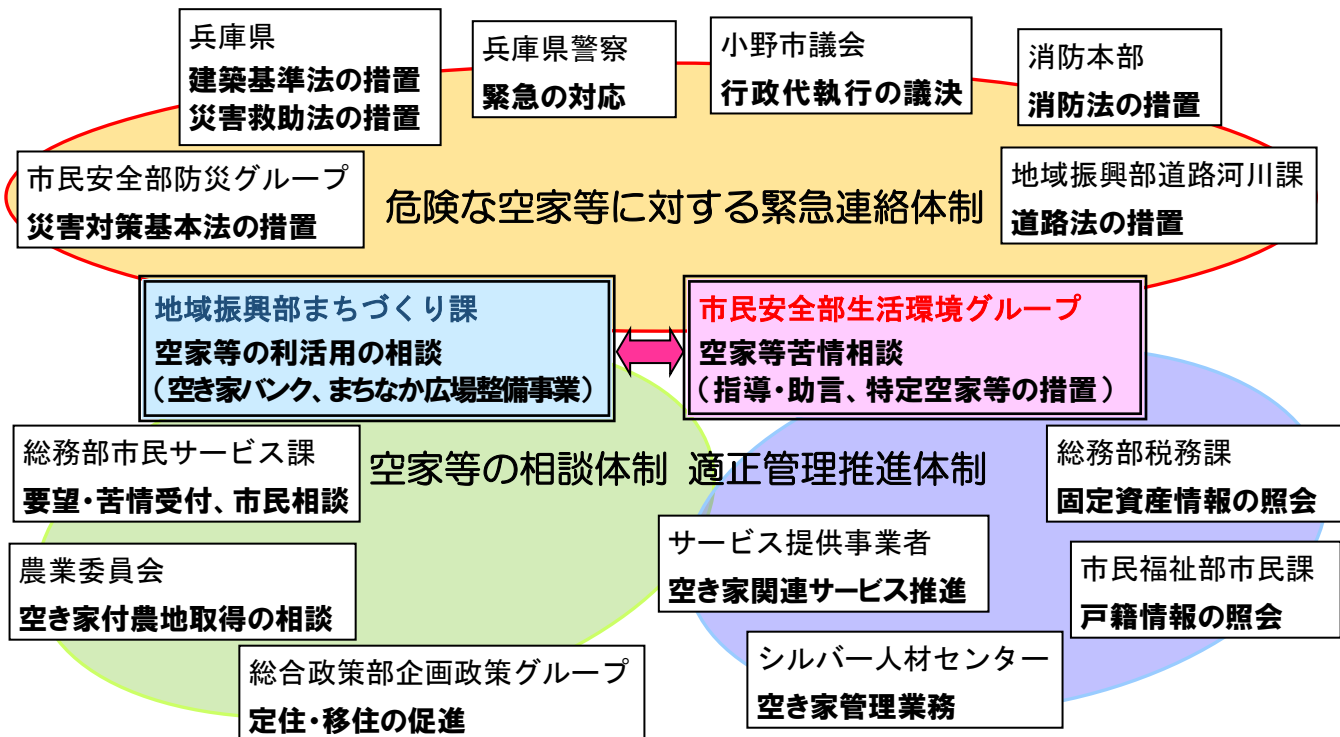 兵庫県
建築基準法の措置
災害救助法の措置
兵庫県警察
緊急の対応
小野市議会
行政代執行の議決
消防本部
消防法の措置
市民安全部防災グループ
災害対策基本法の措置
危険な空家等に対する緊急連絡体制
地域振興部道路河川課
道路法の措置
地域振興部まちづくり課
空家等の利活用の相談
（空き家バンク、まちなか広場整備事業）
市民安全部生活環境グループ
空家等苦情相談
（指導・助言、特定空家等の措置）
総務部市民サービス課
要望・苦情受付、市民相談
空家等の相談体制
適正管理推進体制
総務部税務課
固定資産情報の照会
農業委員会
空き家付農地取得の相談
サービス提供事業者
空き家関連サービス推進
市民福祉部市民課
戸籍情報の照会
総合政策部企画政策グループ
定住・移住の促進
シルバー人材センター
空き家管理業務